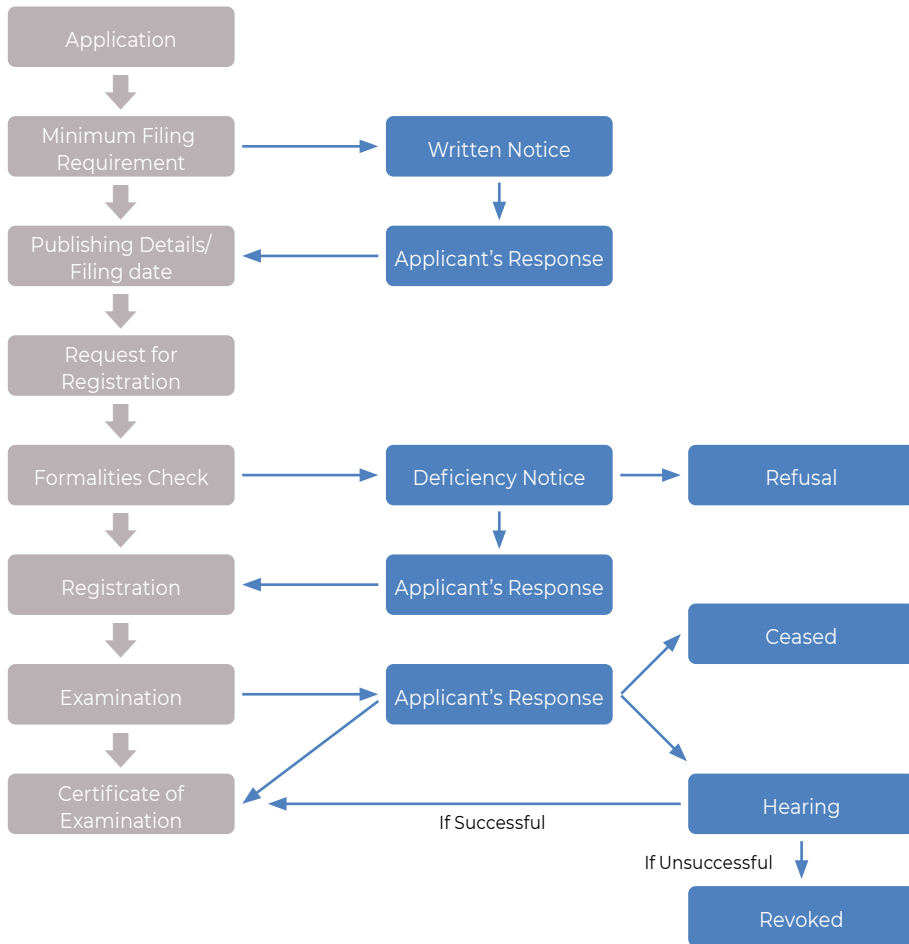 Application
Minimum Filing
Requirement
Written Notice
Publishing Details/
Filing date
Applicant’s Response
Request for
Registration
Formalities Check
Deficiency Notice
Refusal
Registration
Applicant’s Response
Ceased
Examination
Applicant’s Response
Certificate of
Examination
If Successful
Hearing
If Unsuccessful
Revoked